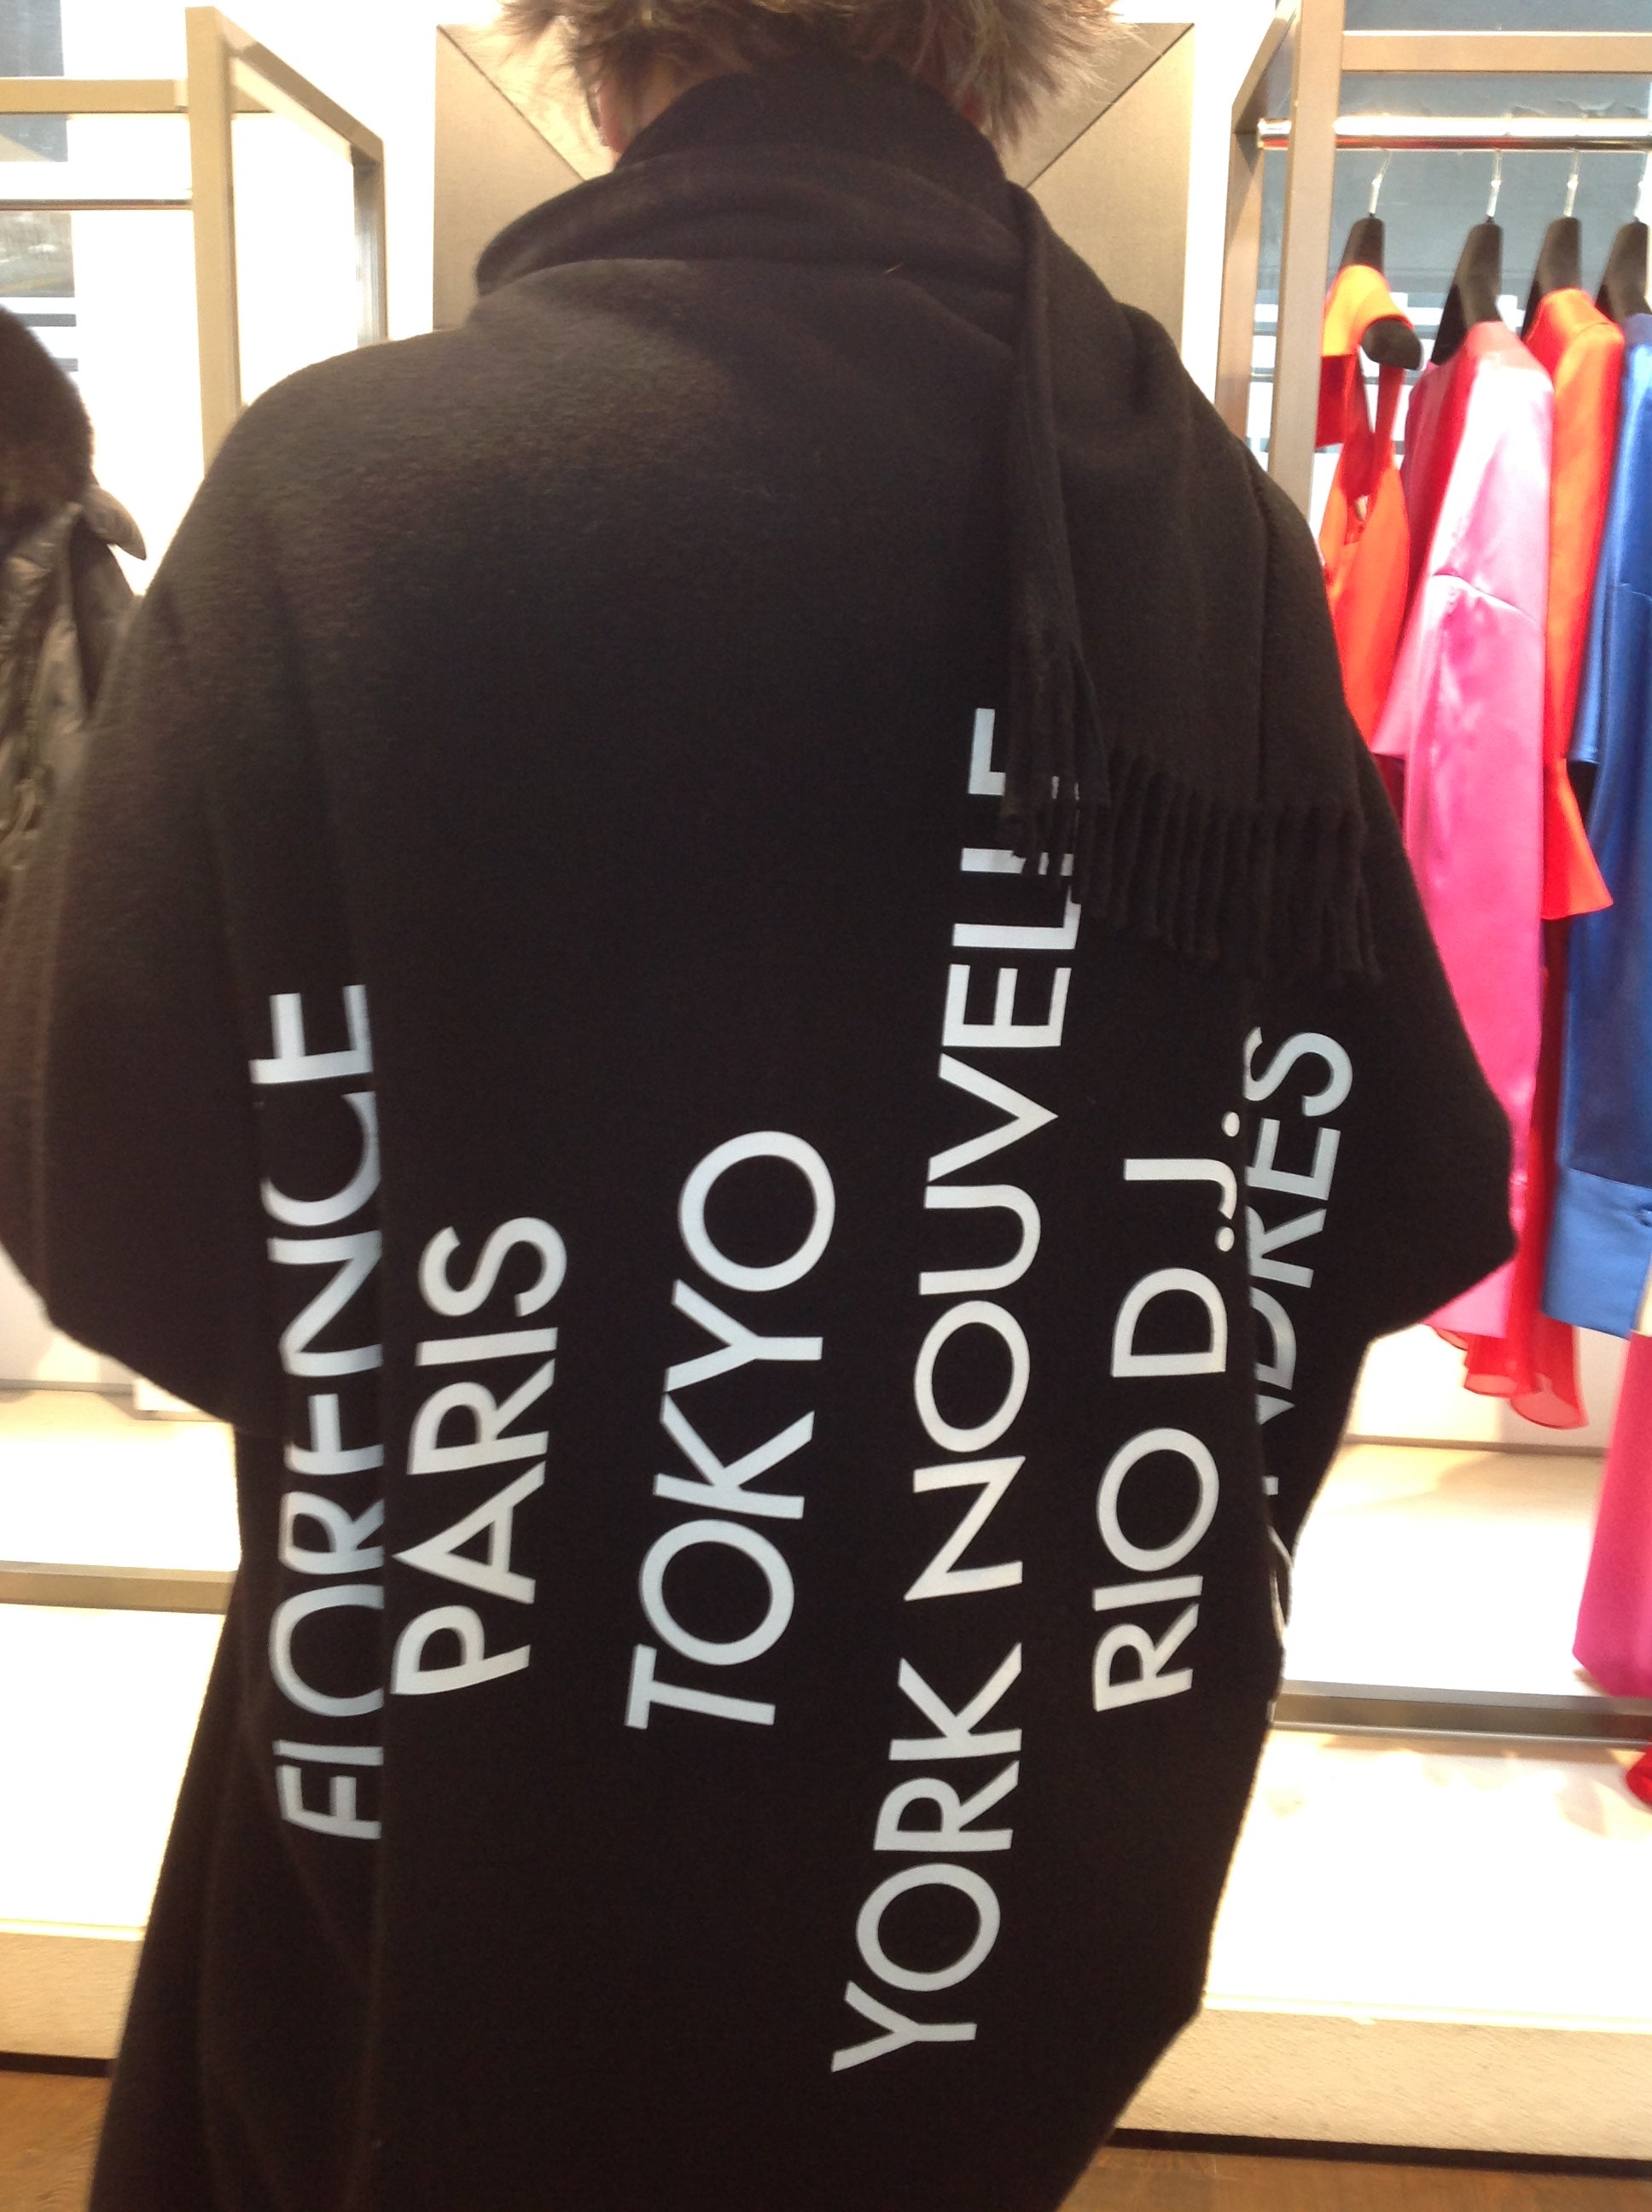 FLORENCE
PARIS
TOKYO
YORK NOUVELLE
RIO D.J.